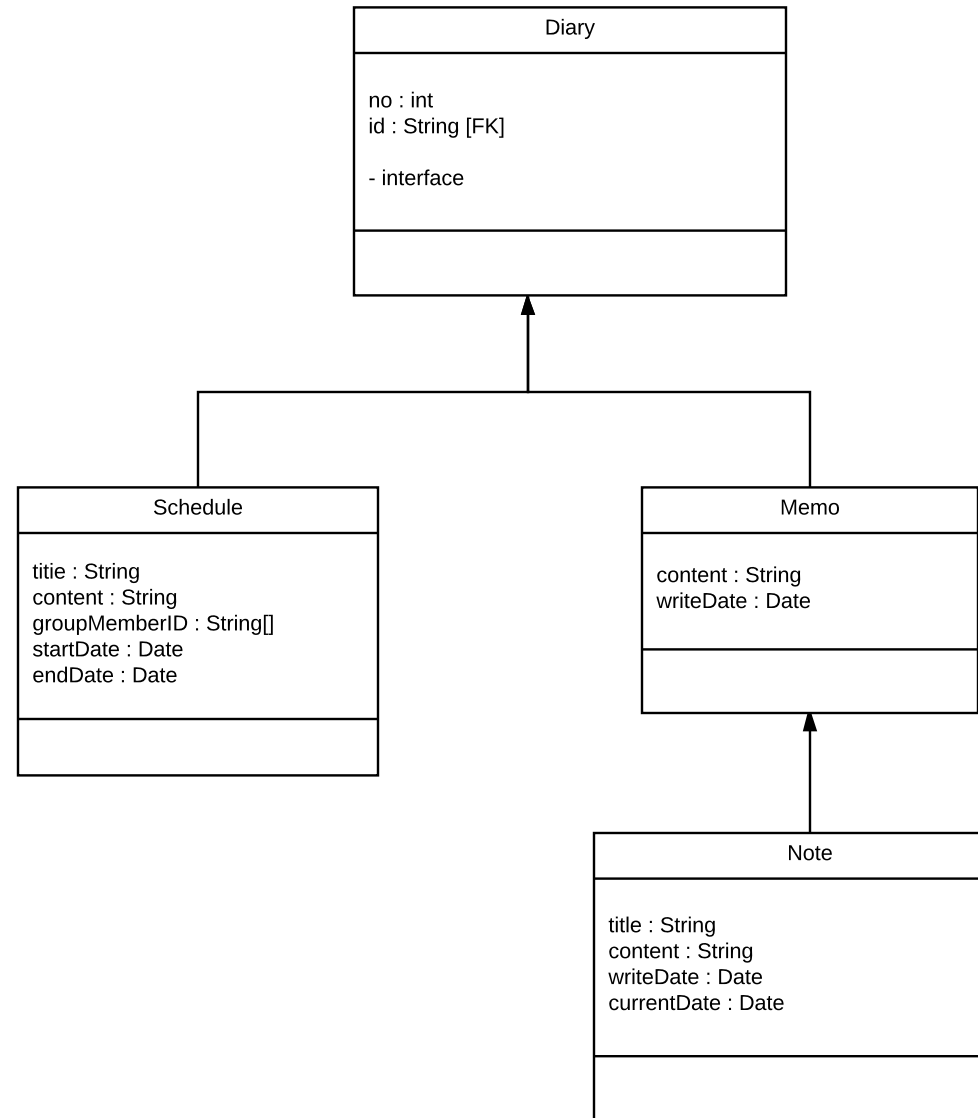 Diary
no : int
id : String [FK]
- interface
Schedule
titie : String
content : String
groupMemberID : String[]
startDate : Date
endDate : Date
Memo
content : String
writeDate : Date
Note
title : String
content : String
writeDate : Date
currentDate : Date